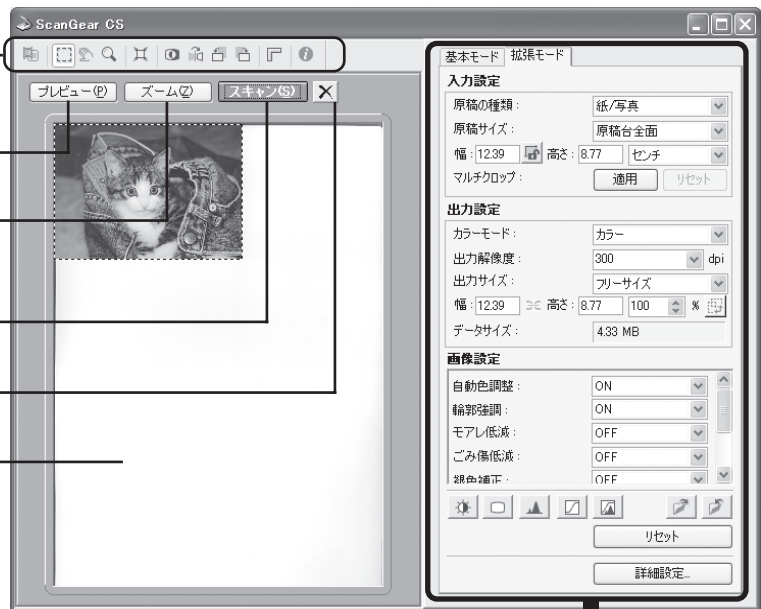 ScanGear CS
プレビュー(P) ズーム(Z) スキャン(S)
基本モード 拡張モード
入力設定
原稿の種類： 紙/写真
原稿サイズ： 原稿台全面
幅：12.39 高さ：8.77 センチ
マルチクロップ： 適用 リセット
出力設定
カラーモード： カラー
出力解像度： 300 dpi
出力サイズ： フリーサイズ
幅：12.39 高さ：8.77 100 %
データサイズ： 4.33 MB
画像設定
自動色調整： ON
輪郭強調： ON
モアレ低減： OFF
ごみ傷低減： OFF
褪色補正： OFF
リセット
詳細設定...